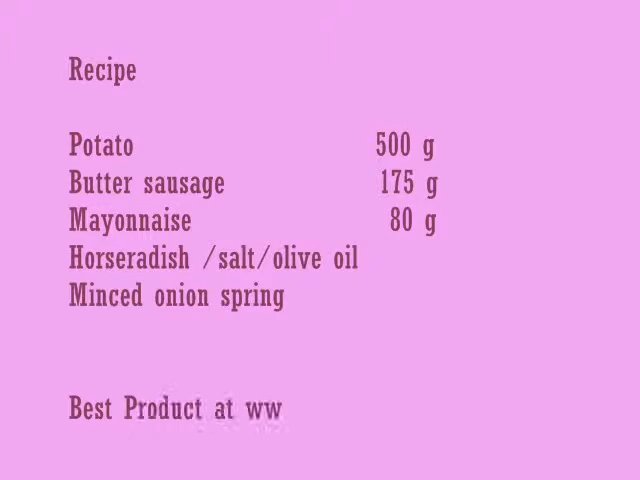 Recipe
Potato 500 g
Butter sausage 175 g
Mayonnaise 80 g
Horseradish /salt/olive oil
Minced onion spring
Best Product at ww